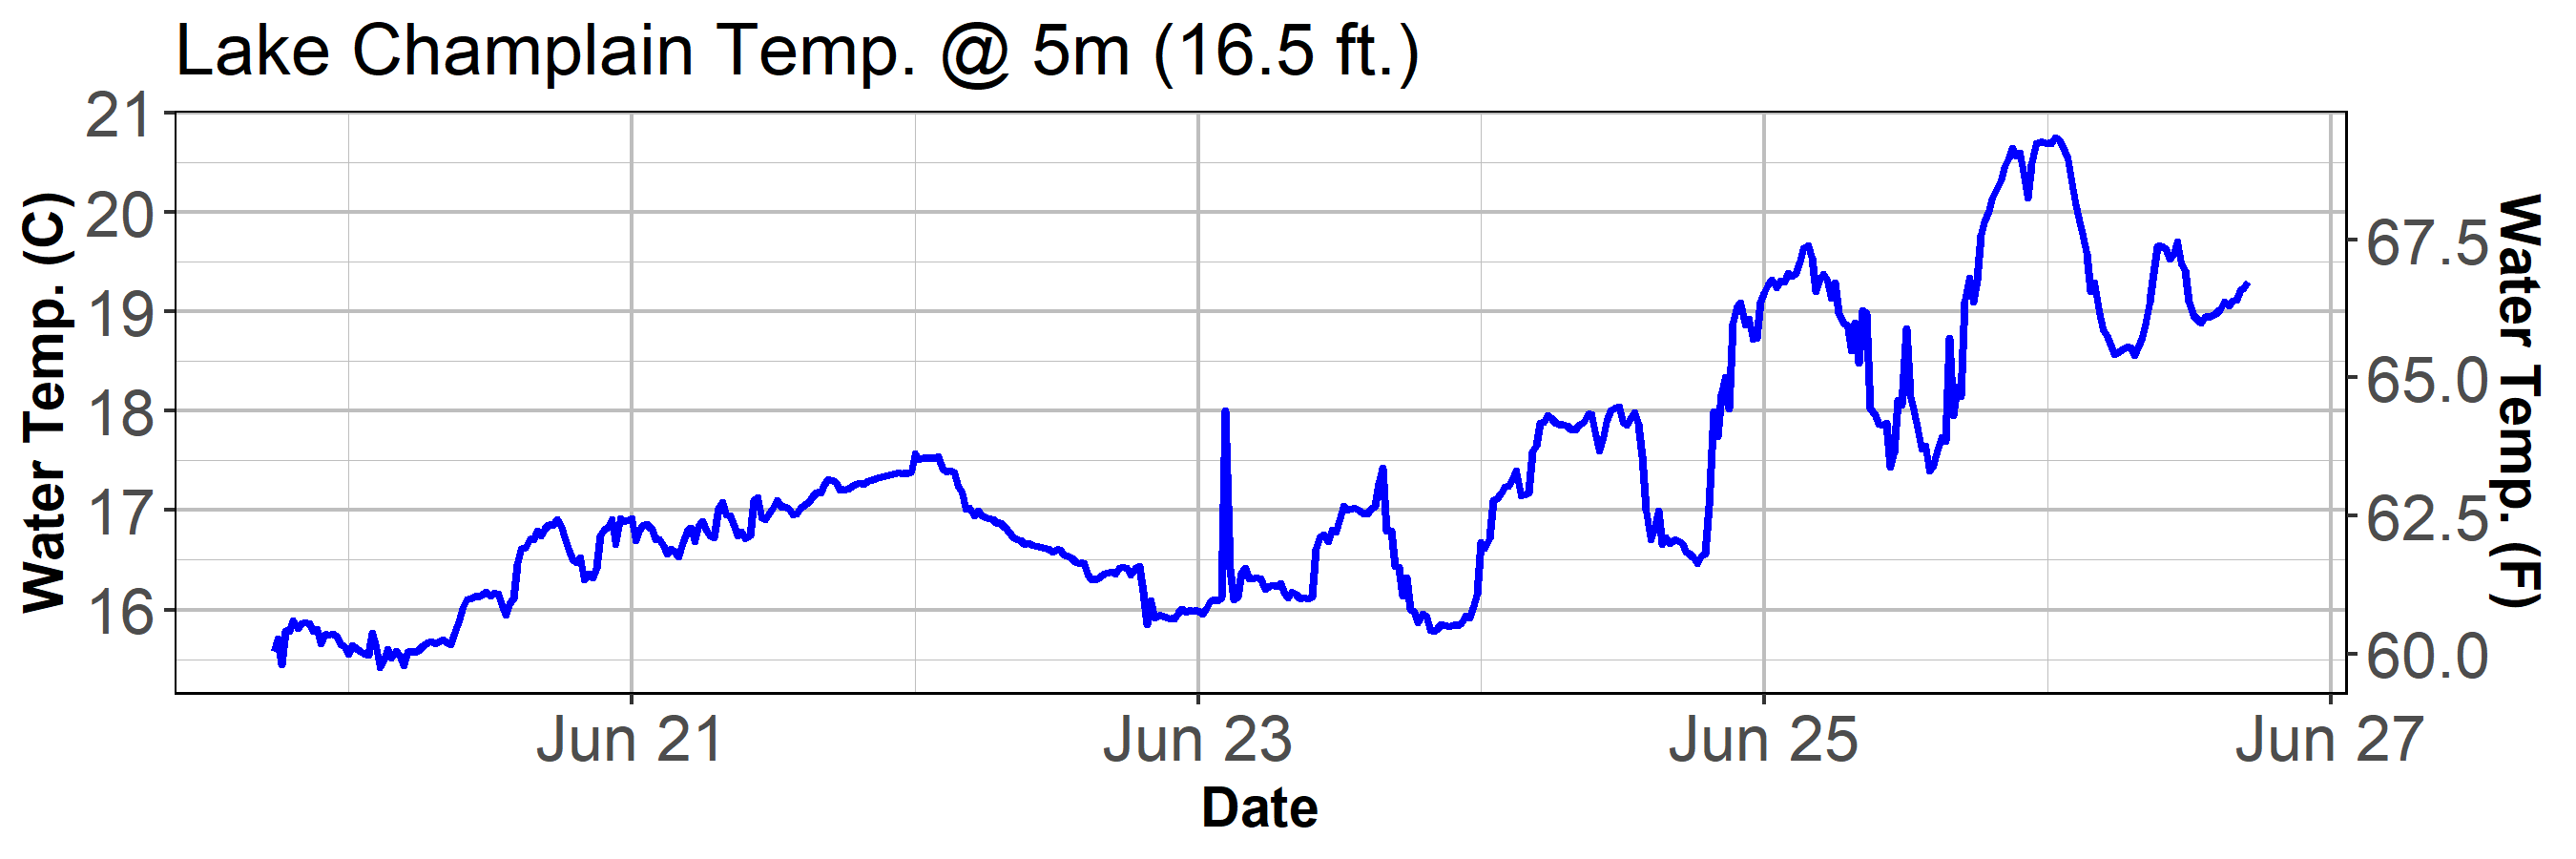 Lake Champlain Temp. @ 5m (16.5 ft.)
Water Temp. (C)
21
20
19
18
17
16
67.5
65.0
62.5
60.0
Water Temp. (F)
Jun 21
Jun 23
Jun 25
Jun 27
Date